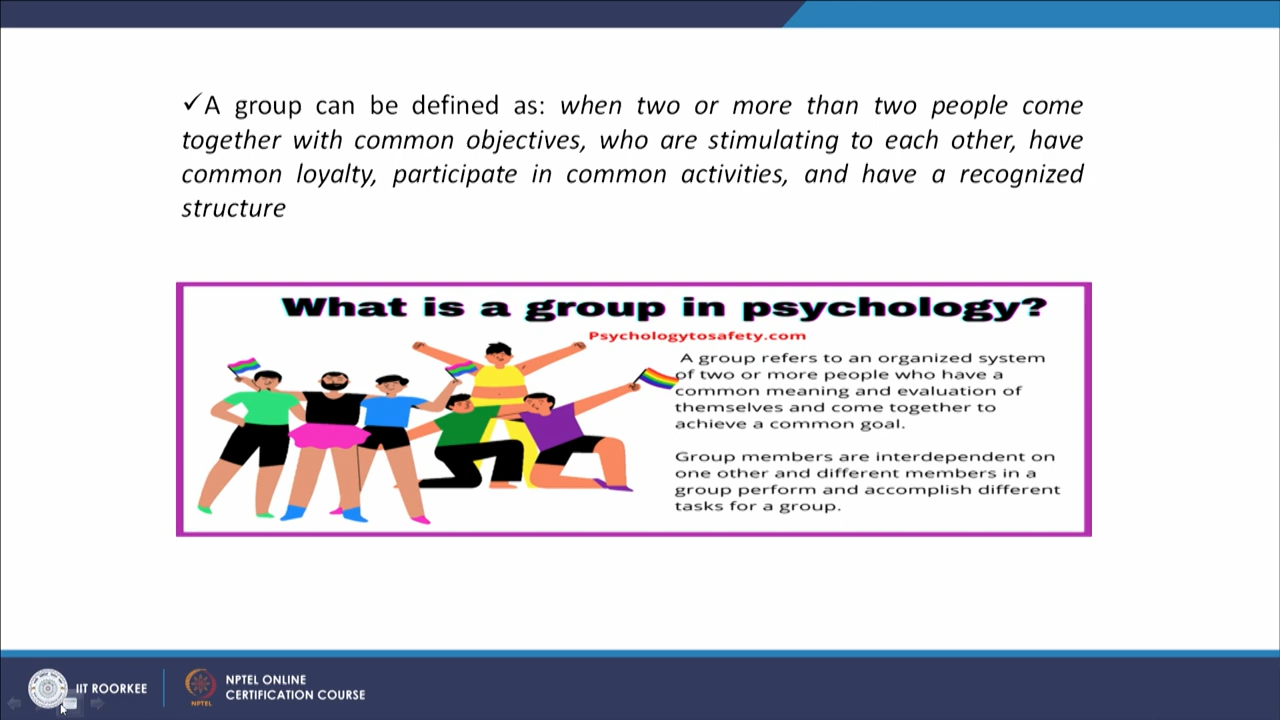 ✓A group can be defined as: when two or more than two people come
together with common objectives, who are stimulating to each other, have
common loyalty, participate in common activities, and have a recognized
structure
What is a group in psychology?
Psychologytosafety.com
A group refers to an organized system
of two or more people who have a
common meaning and evaluation of
themselves and come together to
achieve a common goal.
Group members are interdependent on
one other and different members in a
group perform and accomplish different
tasks for a group.
IIT ROORKEE
NPTEL
NPTEL ONLINE
CERTIFICATION COURSE